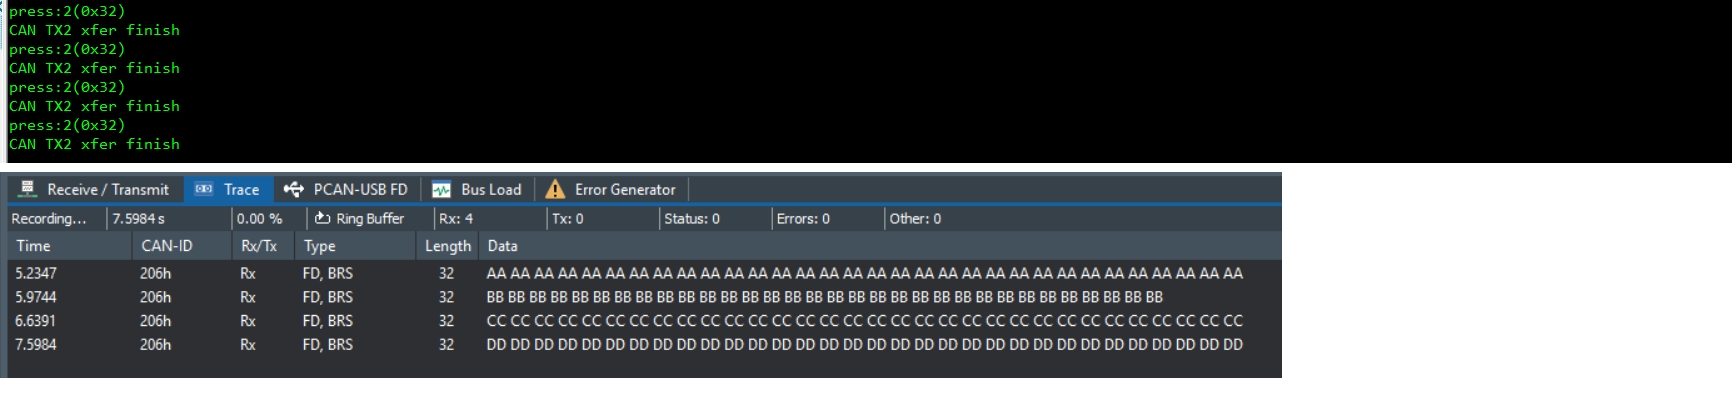 press:2(0x32)
CAN TX2 xfer finish
press:2(0x32)
CAN TX2 xfer finish
press:2(0x32)
CAN TX2 xfer finish
press:2(0x32)
CAN TX2 xfer finish
Receive / Transmit Trace PCAN-USB FD Bus Load Error Generator
Recording... 7.5984 s 0.00 % Ring Buffer Rx: 4 Tx: 0 Status: 0 Errors: 0 Other: 0
Time CAN-ID Rx/Tx Type Length Data
5.2347 206h Rx FD, BRS 32 AA AA AA AA AA AA AA AA AA AA AA AA AA AA AA AA AA AA AA AA AA AA AA AA AA AA AA AA AA AA AA AA
5.9744 206h Rx FD, BRS 32 BB BB BB BB BB BB BB BB BB BB BB BB BB BB BB BB BB BB BB BB BB BB BB BB BB BB BB BB BB BB BB BB
6.6391 206h Rx FD, BRS 32 CC CC CC CC CC CC CC CC CC CC CC CC CC CC CC CC CC CC CC CC CC CC CC CC CC CC CC CC CC CC CC CC
7.5984 206h Rx FD, BRS 32 DD DD DD DD DD DD DD DD DD DD DD DD DD DD DD DD DD DD DD DD DD DD DD DD DD DD DD DD DD DD DD DD